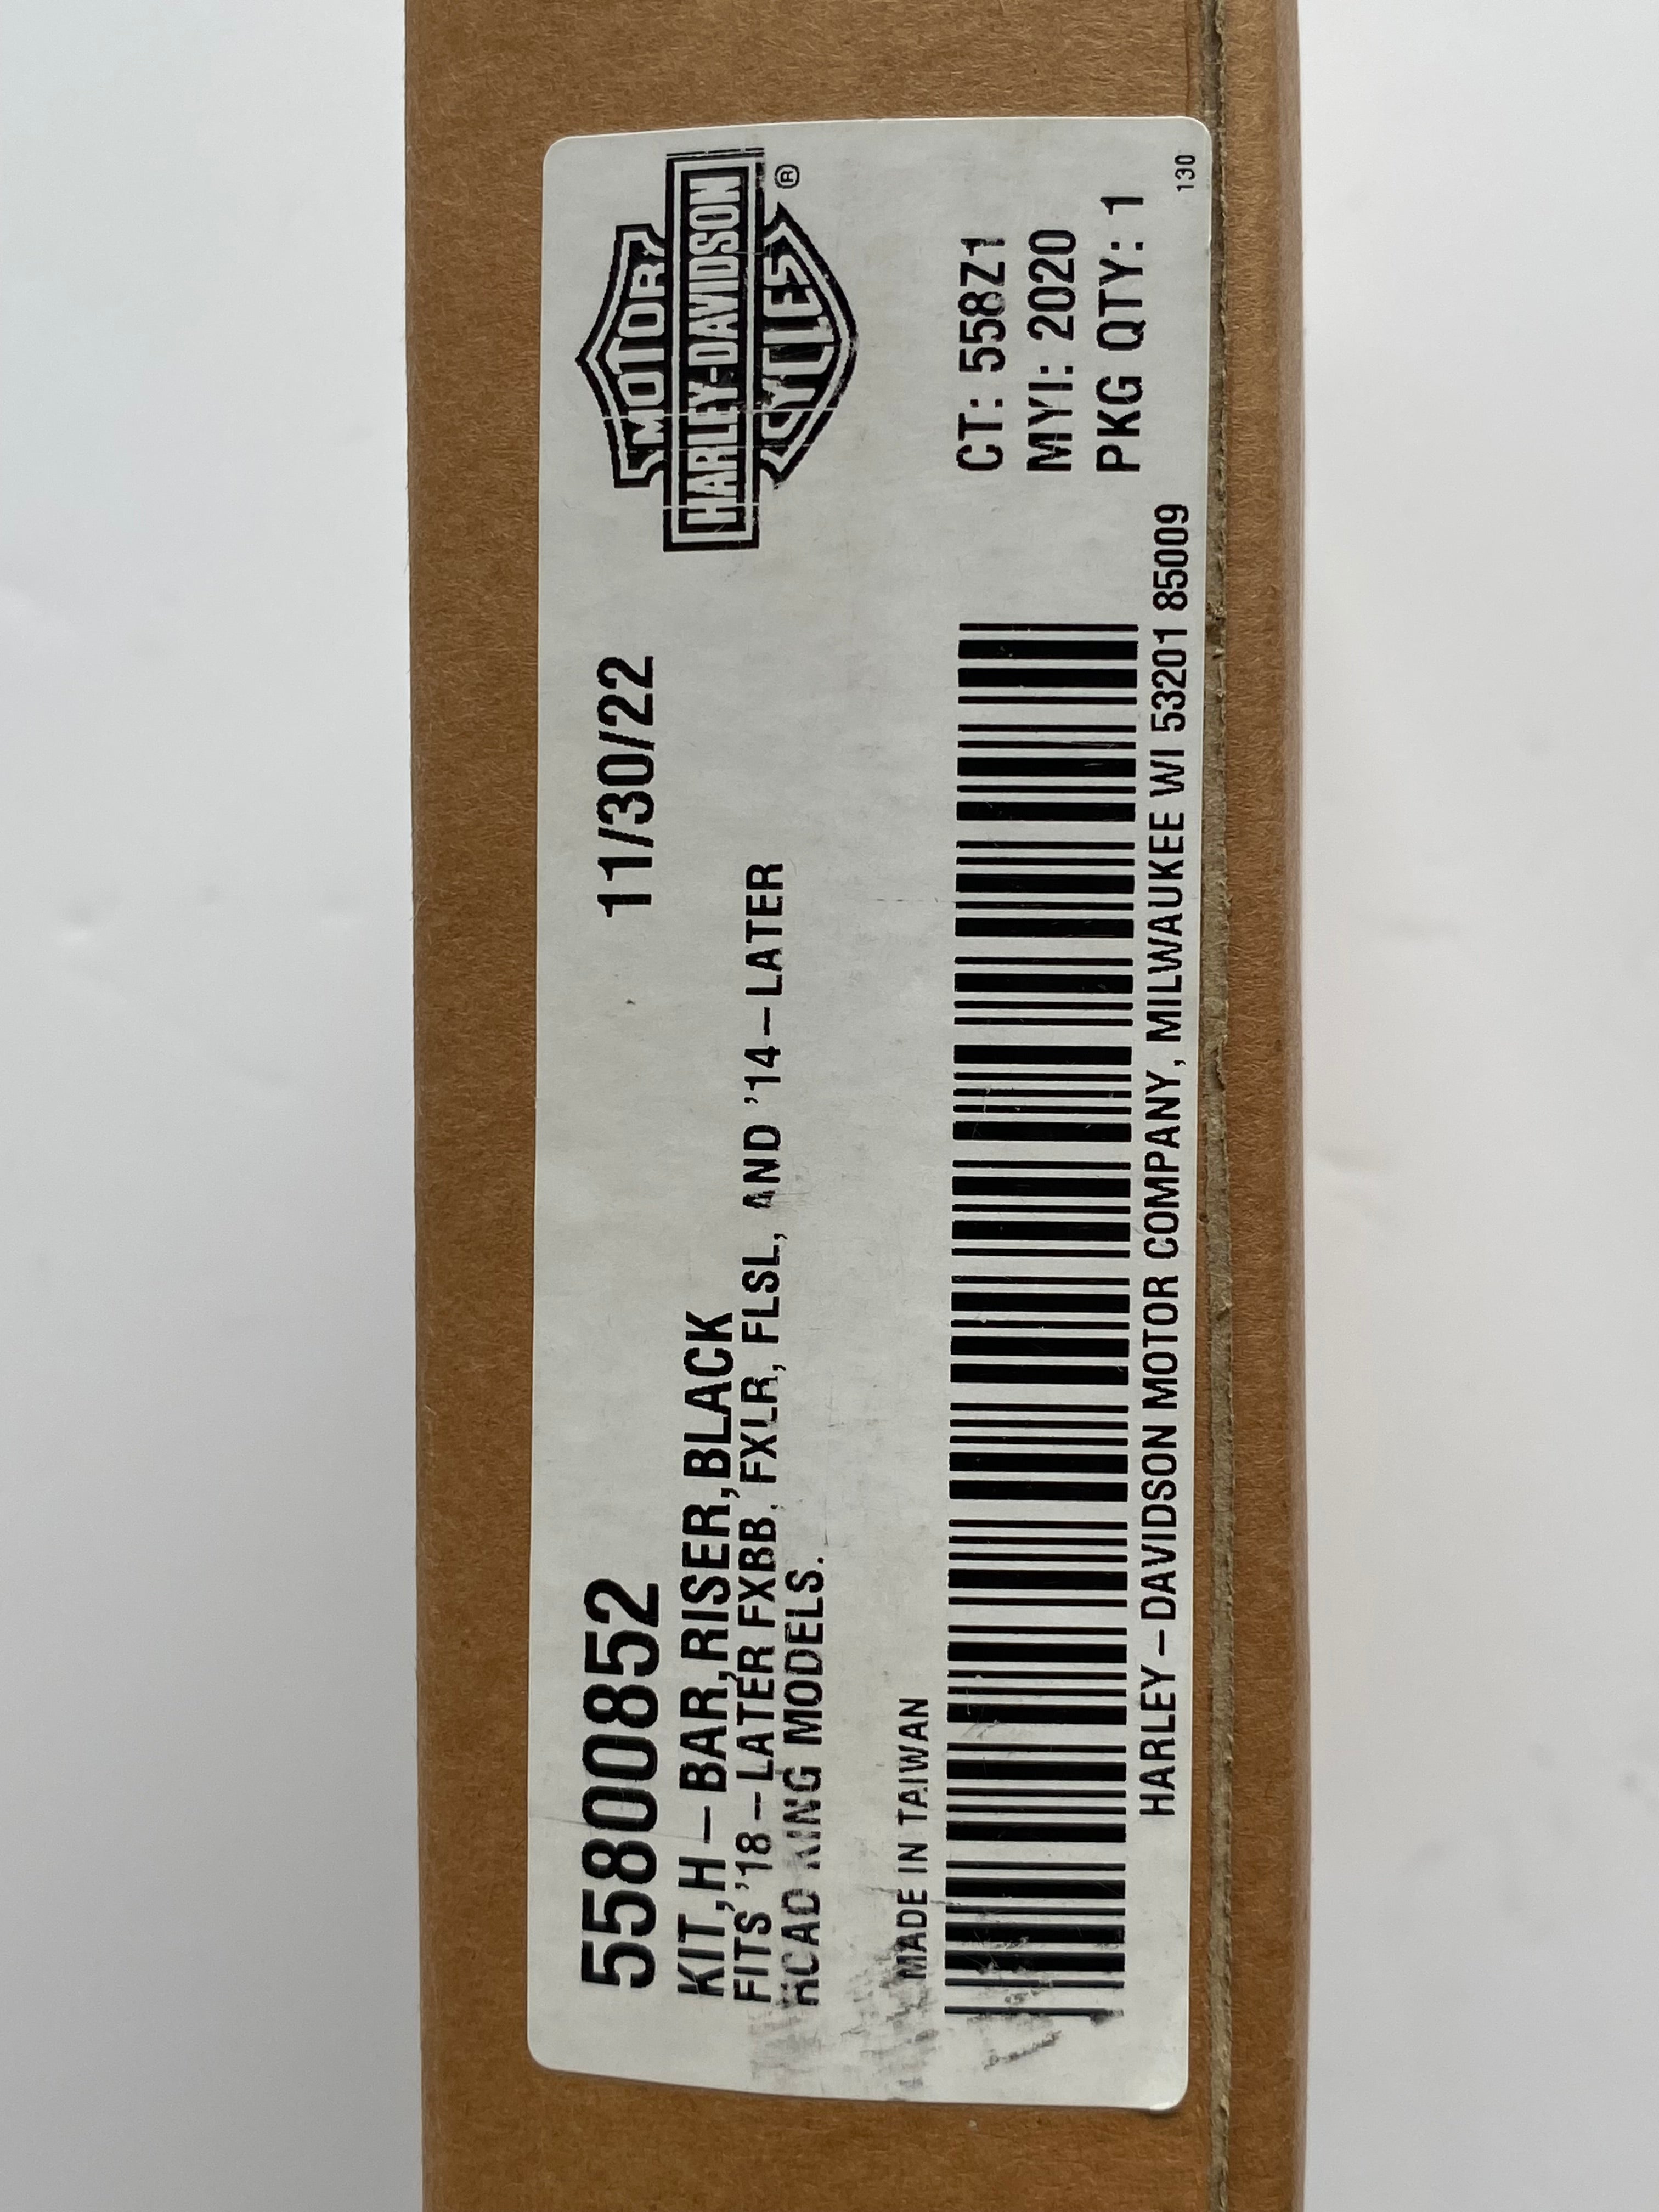 55800852
11/30/22
MOTOR
HARLEY-DAVIDSON
CYCLES
®
KIT,H-BAR,RISER,BLACK
FITS '18-LATER FXBB, FXLR, FLSL, AND '14-LATER
ROAD KING MODELS.
MADE IN TAIWAN
CT: 558Z1
MYI: 2020
PKG QTY: 1
HARLEY-DAVIDSON MOTOR COMPANY, MILWAUKEE WI 53201 85009
130